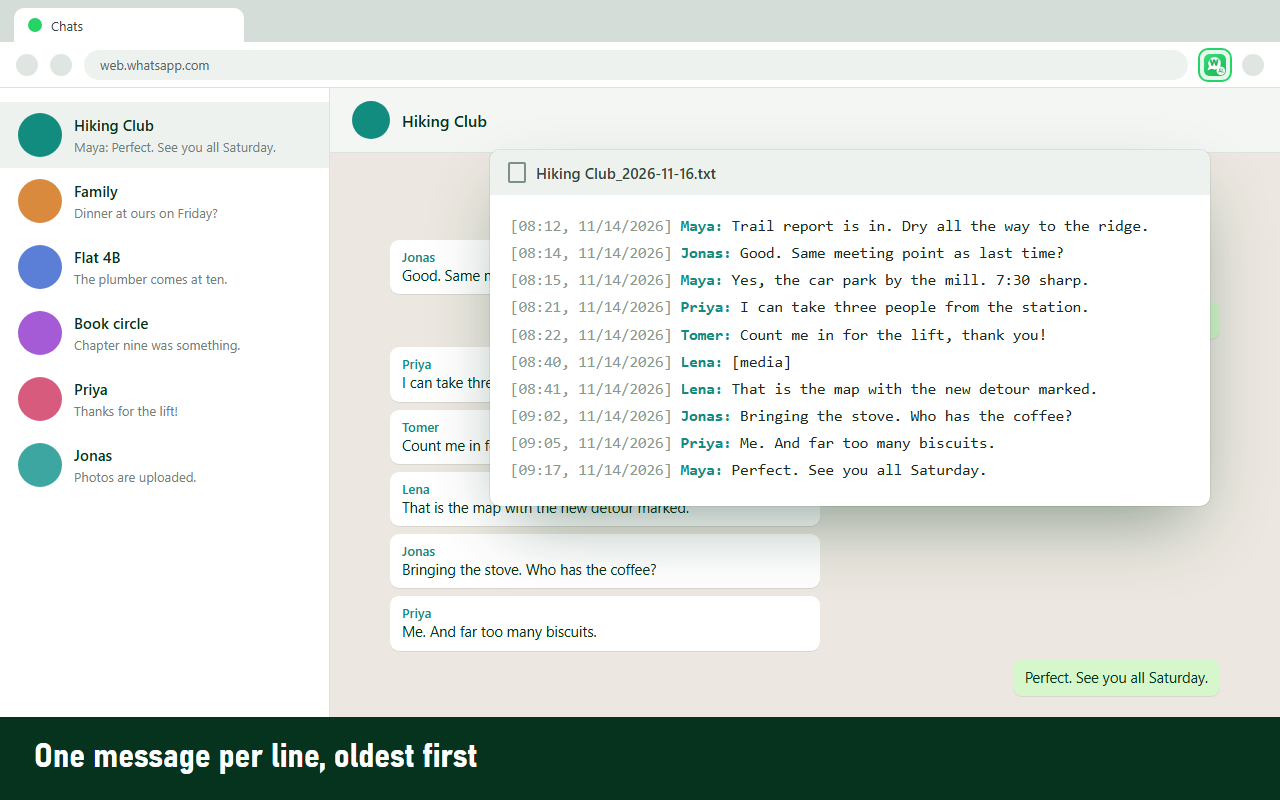 Chats
web.whatsapp.com
Hiking Club
Maya: Perfect. See you all Saturday.
Family
Dinner at ours on Friday?
Flat 4B
The plumber comes at ten.
Book circle
Chapter nine was something.
Priya
Thanks for the lift!
Jonas
Photos are uploaded.
Hiking Club
Hiking Club_2026-11-16.txt
[08:12, 11/14/2026] Maya: Trail report is in. Dry all the way to the ridge.
[08:14, 11/14/2026] Jonas: Good. Same meeting point as last time?
[08:15, 11/14/2026] Maya: Yes, the car park by the mill. 7:30 sharp.
[08:21, 11/14/2026] Priya: I can take three people from the station.
[08:22, 11/14/2026] Tomer: Count me in for the lift, thank you!
[08:40, 11/14/2026] Lena: [media]
[08:41, 11/14/2026] Lena: That is the map with the new detour marked.
[09:02, 11/14/2026] Jonas: Bringing the stove. Who has the coffee?
[09:05, 11/14/2026] Priya: Me. And far too many biscuits.
[09:17, 11/14/2026] Maya: Perfect. See you all Saturday.
Jonas
Good. Same
Priya
I can take
Tomer
Count me in
Lena
That is the map with the new detour marked.
Jonas
Bringing the stove. Who has the coffee?
Priya
Me. And far too many biscuits.
Perfect. See you all Saturday.
One message per line, oldest first